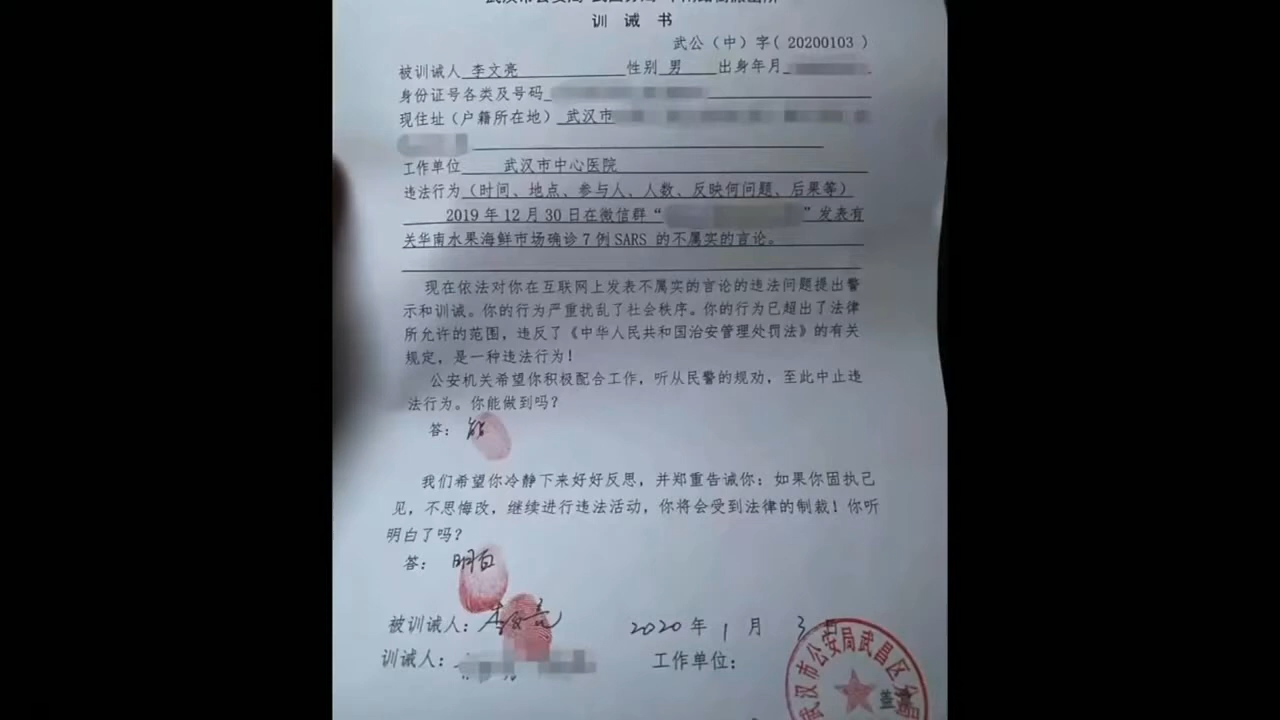 训 诫 书
武公（中）字( 20200103 )
被训诫人 李文亮 性别 男 出身年月
身份证号各类及号码
现住址（户籍所在地） 武汉市
工作单位 武汉市中心医院
违法行为（时间、地点、参与人、人数、反映何问题、后果等）
2019 年 12 月 30 日在微信群“ ”发表有
关华南水果海鲜市场确诊 7 例 SARS 的不属实的言论。
现在依法对你在互联网上发表不属实的言论的违法问题提出警
示和训诫。你的行为严重扰乱了社会秩序。你的行为已超出了法律
所允许的范围，违反了《中华人民共和国治安管理处罚法》的有关
规定，是一种违法行为！
公安机关希望你积极配合工作，听从民警的规劝，至此中止违
法行为。你能做到吗？
答： 能
我们希望你冷静下来好好反思，并郑重告诫你：如果你固执己
见，不思悔改，继续进行违法活动，你将会受到法律的制裁！你听
明白了吗？
答： 明白
被训诫人： 李文亮 2020 年 1 月 3 日
训诫人： 工作单位：
武汉市公安局武昌区